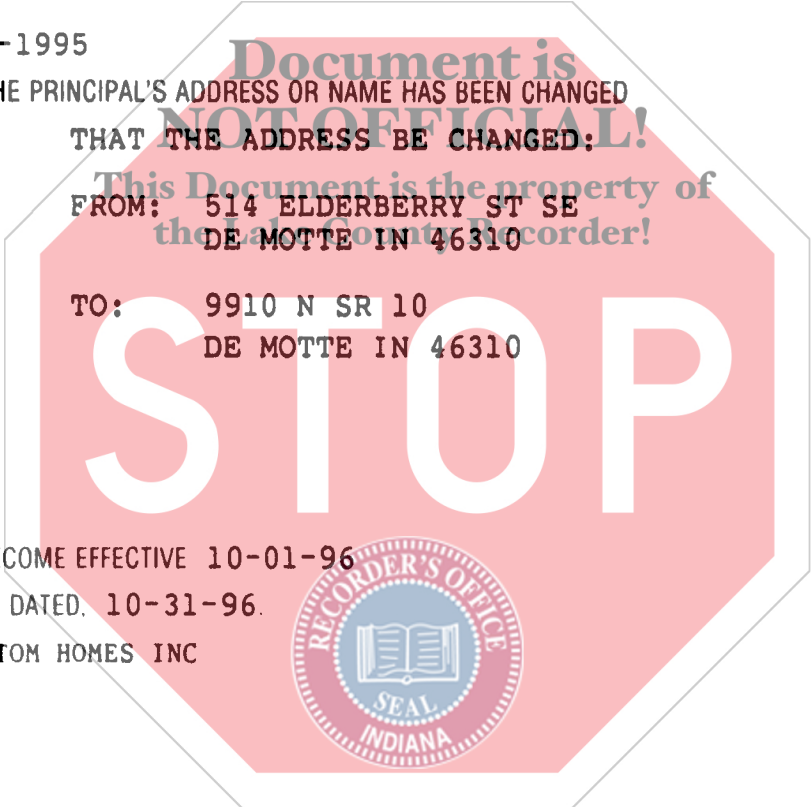 -1995
Document is
HE PRINCIPAL'S ADDRESS OR NAME HAS BEEN CHANGED
NOT OFFICIAL!
THAT THE ADDRESS BE CHANGED:
This Document is the property of
FROM: 514 ELDERBERRY ST SE
the Lake County Recorder!
DE MOTTE IN 46310
TO: 9910 N SR 10
DE MOTTE IN 46310
STOP
COME EFFECTIVE 10-01-96
DATED, 10-31-96.
TOM HOMES INC
RECORDER'S OFFICE
SEAL
INDIANA